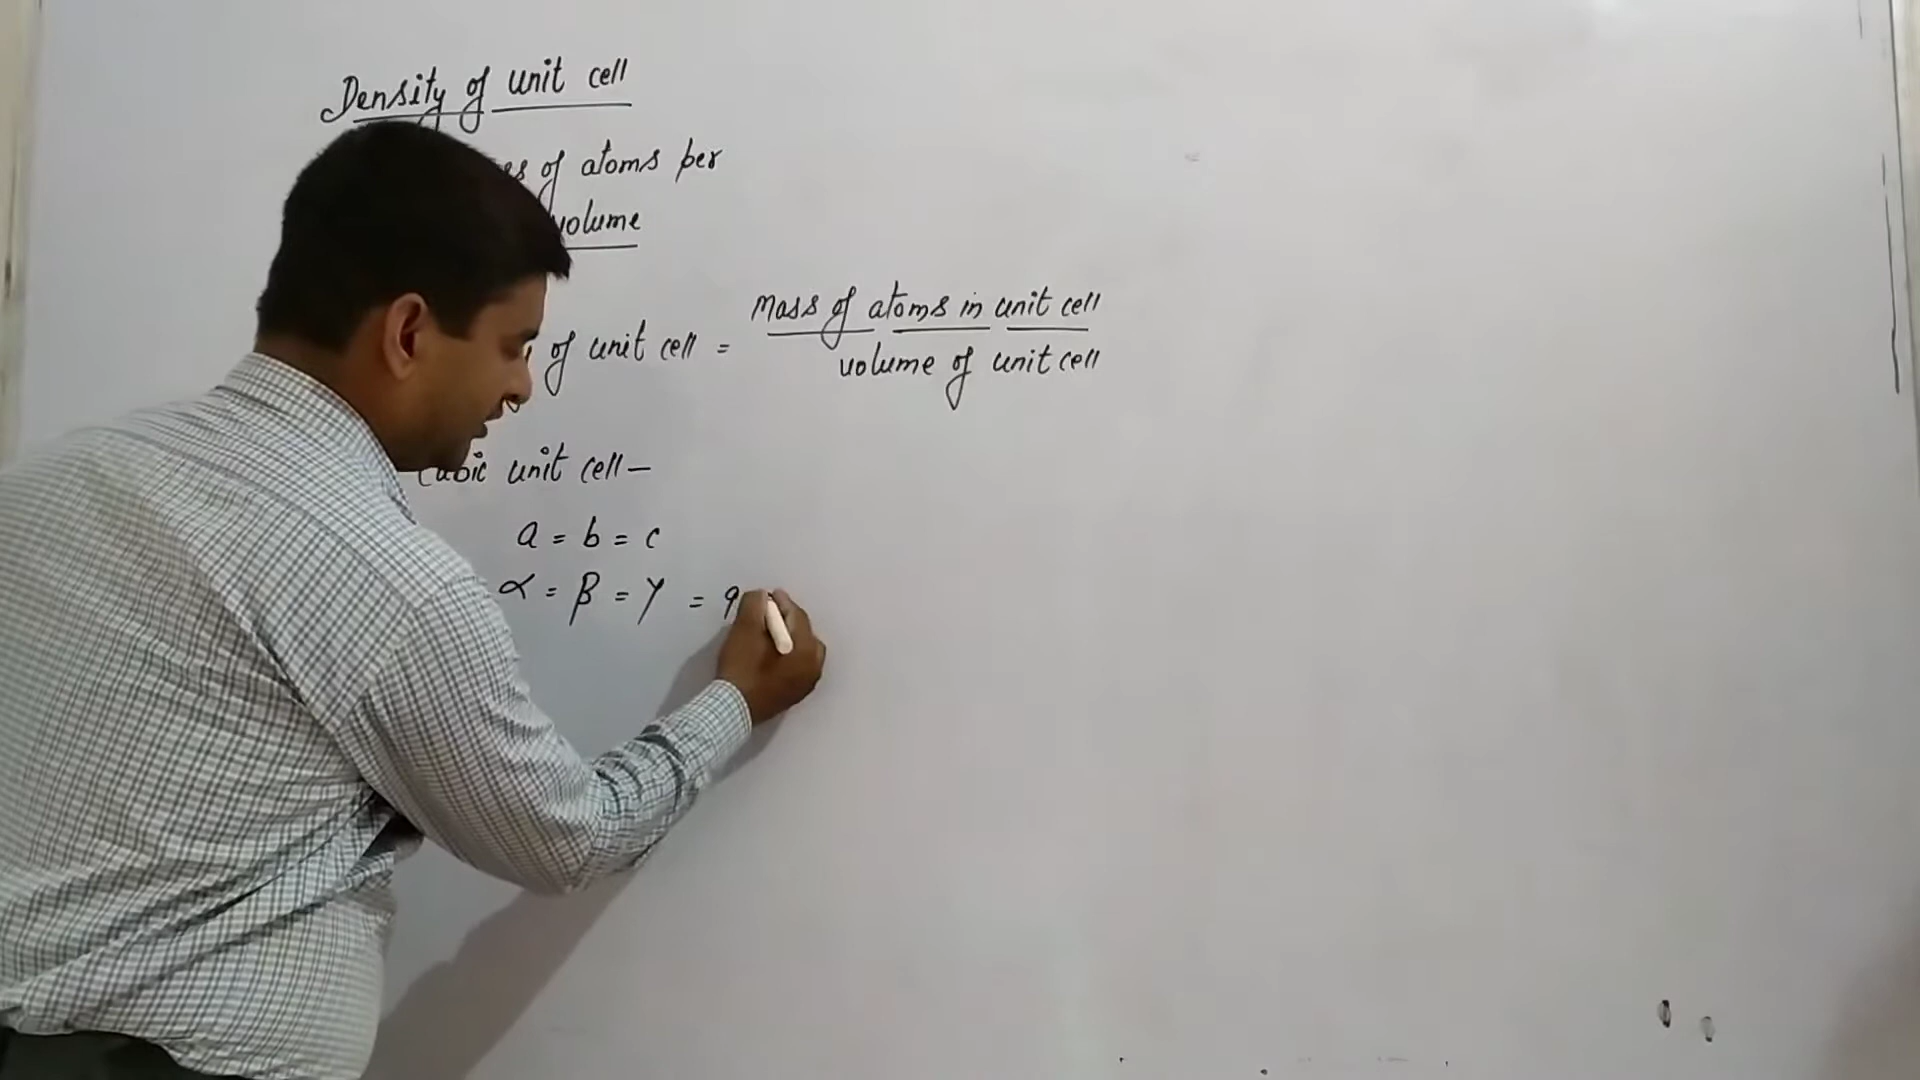 Density of unit cell
of atoms per
volume
of unit cell = Mass of atoms in unit cell
volume of unit cell
Cubic unit cell —
a = b = c
α = β = γ = 9